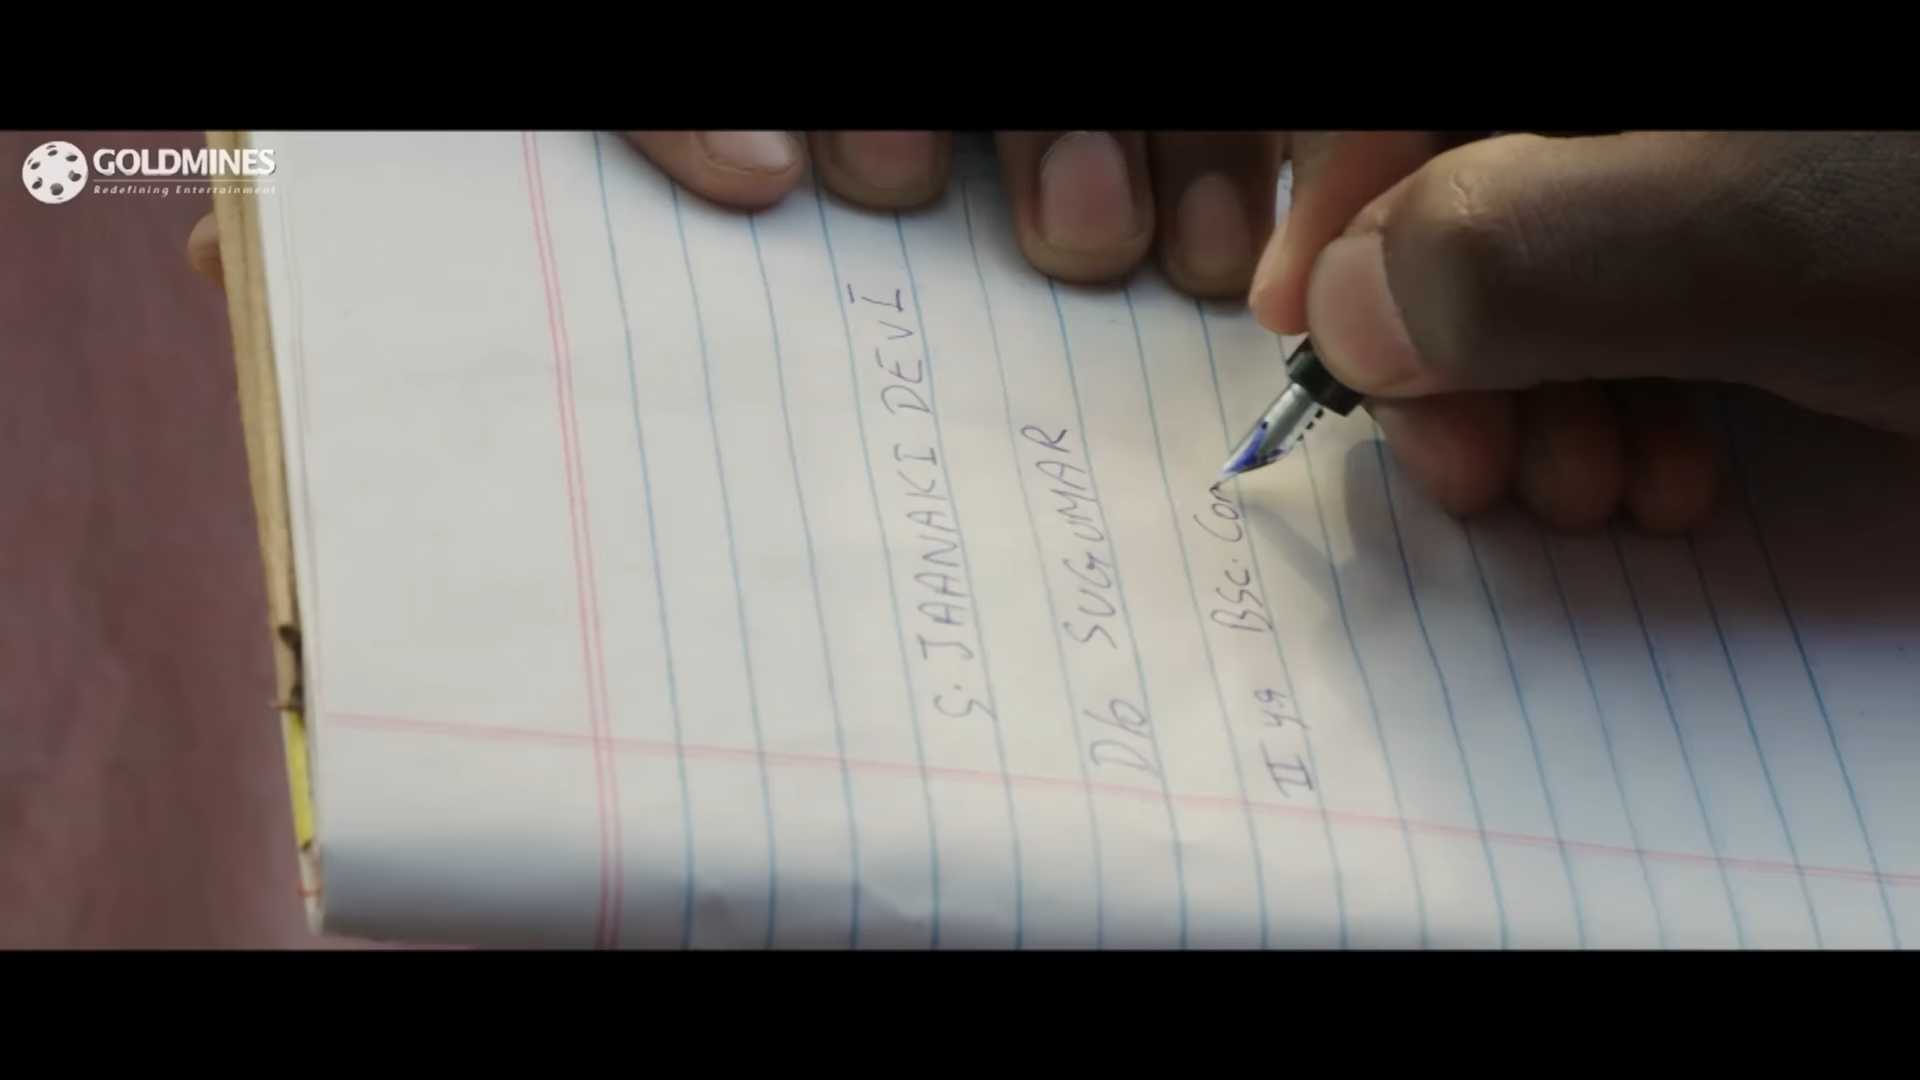 GOLDMINES
Redefining Entertainment
S. JAANAKI DEVI
D/o SUGUMAR
II yr BSc. Com